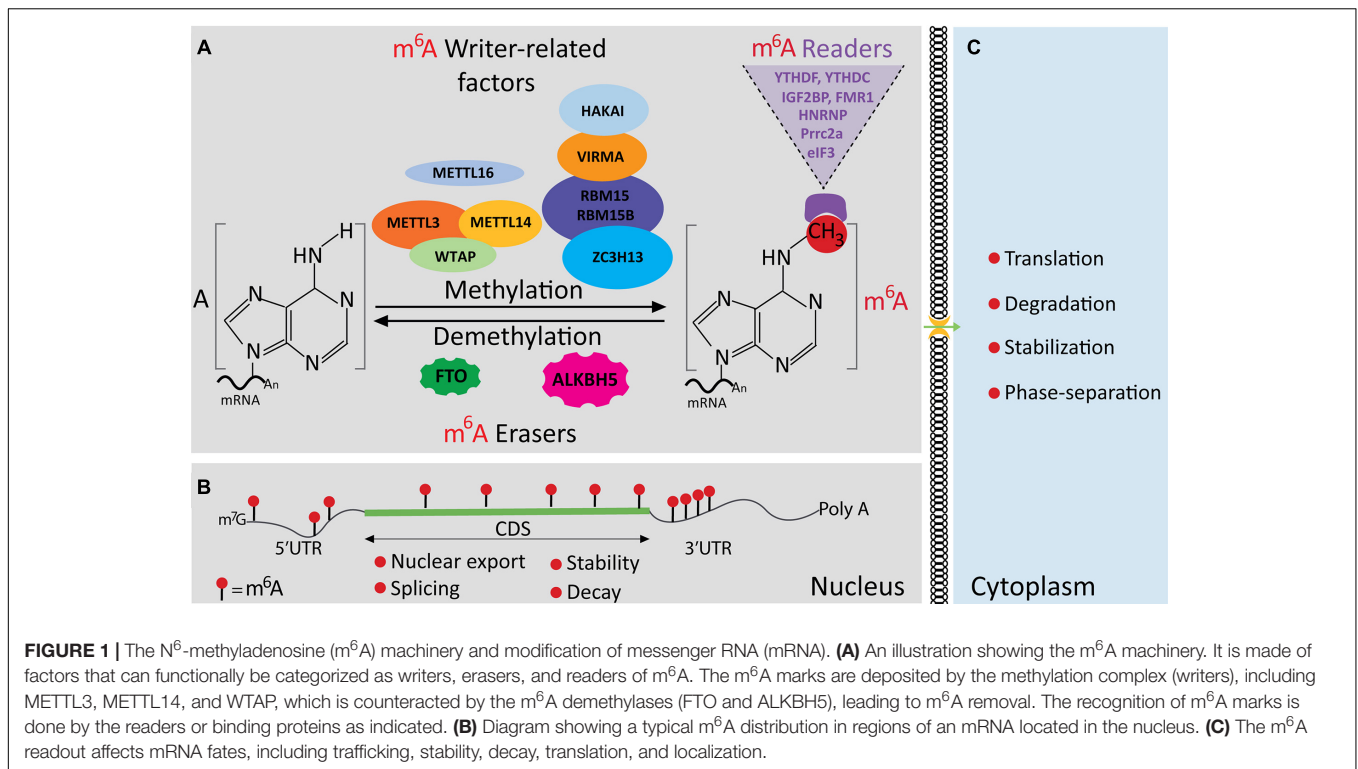 A
m⁶A Writer-related
factors
HAKAI
VIRMA
METTL16
RBM15
RBM15B
METTL3
METTL14
WTAP
ZC3H13
m⁶A Readers
YTHDF, YTHDC
IGF2BP, FMR1
HNRNP
Prrc2a
eIF3
A
H
HN
N
N
N
N
An
mRNA
Methylation
Demethylation
FTO
ALKBH5
m⁶A Erasers
CH₃
HN
N
N
N
N
An
mRNA
m⁶A
B
m⁷G
5'UTR
CDS
3'UTR
Poly A
= m⁶A
Nuclear export
Splicing
Stability
Decay
Nucleus
C
Translation
Degradation
Stabilization
Phase-separation
Cytoplasm
FIGURE 1 | The N⁶-methyladenosine (m⁶A) machinery and modification of messenger RNA (mRNA). (A) An illustration showing the m⁶A machinery. It is made of
factors that can functionally be categorized as writers, erasers, and readers of m⁶A. The m⁶A marks are deposited by the methylation complex (writers), including
METTL3, METTL14, and WTAP, which is counteracted by the m⁶A demethylases (FTO and ALKBH5), leading to m⁶A removal. The recognition of m⁶A marks is
done by the readers or binding proteins as indicated. (B) Diagram showing a typical m⁶A distribution in regions of an mRNA located in the nucleus. (C) The m⁶A
readout affects mRNA fates, including trafficking, stability, decay, translation, and localization.